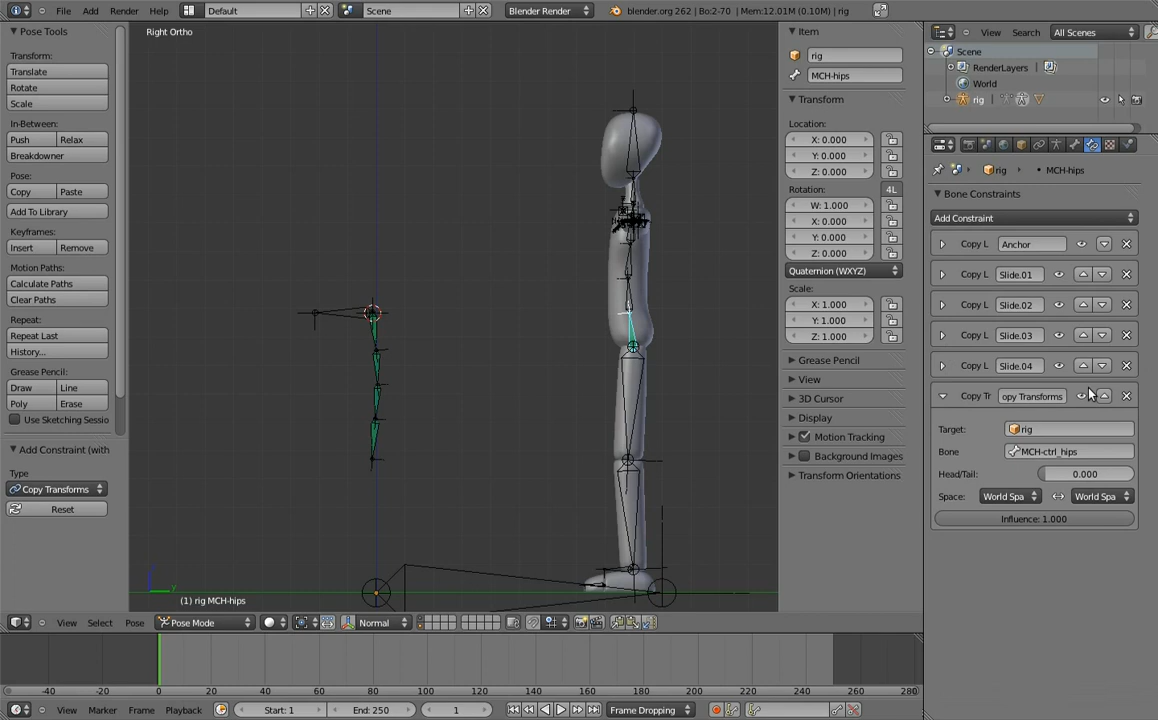 File Add Render Help Default Scene Blender Render blender.org 262 | Bo:2-70 | Mem:12.01M (0.10M) | rig
Pose Tools
Transform:
Translate
Rotate
Scale
In-Between:
Push Relax
Breakdowner
Pose:
Copy Paste
Add To Library
Keyframes:
Insert Remove
Motion Paths:
Calculate Paths
Clear Paths
Repeat:
Repeat Last
History...
Grease Pencil:
Draw Line
Poly Erase
Use Sketching Sessio
Add Constraint (with
Type
Copy Transforms
Reset
Right Ortho
(1) rig MCH-hips
Item
rig
MCH-hips
Transform
Location:
X: 0.000
Y: 0.000
Z: 0.000
Rotation: 4L
W: 1.000
X: 0.000
Y: 0.000
Z: 0.000
Quaternion (WXYZ)
Scale:
X: 1.000
Y: 1.000
Z: 1.000
Grease Pencil
View
3D Cursor
Display
Motion Tracking
Background Images
Transform Orientations
View Search All Scenes
Scene
RenderLayers |
World
rig |
rig MCH-hips
Bone Constraints
Add Constraint
Copy L Anchor
Copy L Slide.01
Copy L Slide.02
Copy L Slide.03
Copy L Slide.04
Copy Tr opy Transforms
Target: rig
Bone MCH-ctrl_hips
Head/Tail: 0.000
Space: World Spa World Spa
Influence: 1.000
View Select Pose Pose Mode Normal
-40 -20 0 20 40 60 80 100 120 140 160 180 200 220 240 260 280
View Marker Frame Playback Start: 1 End: 250 1 Frame Dropping